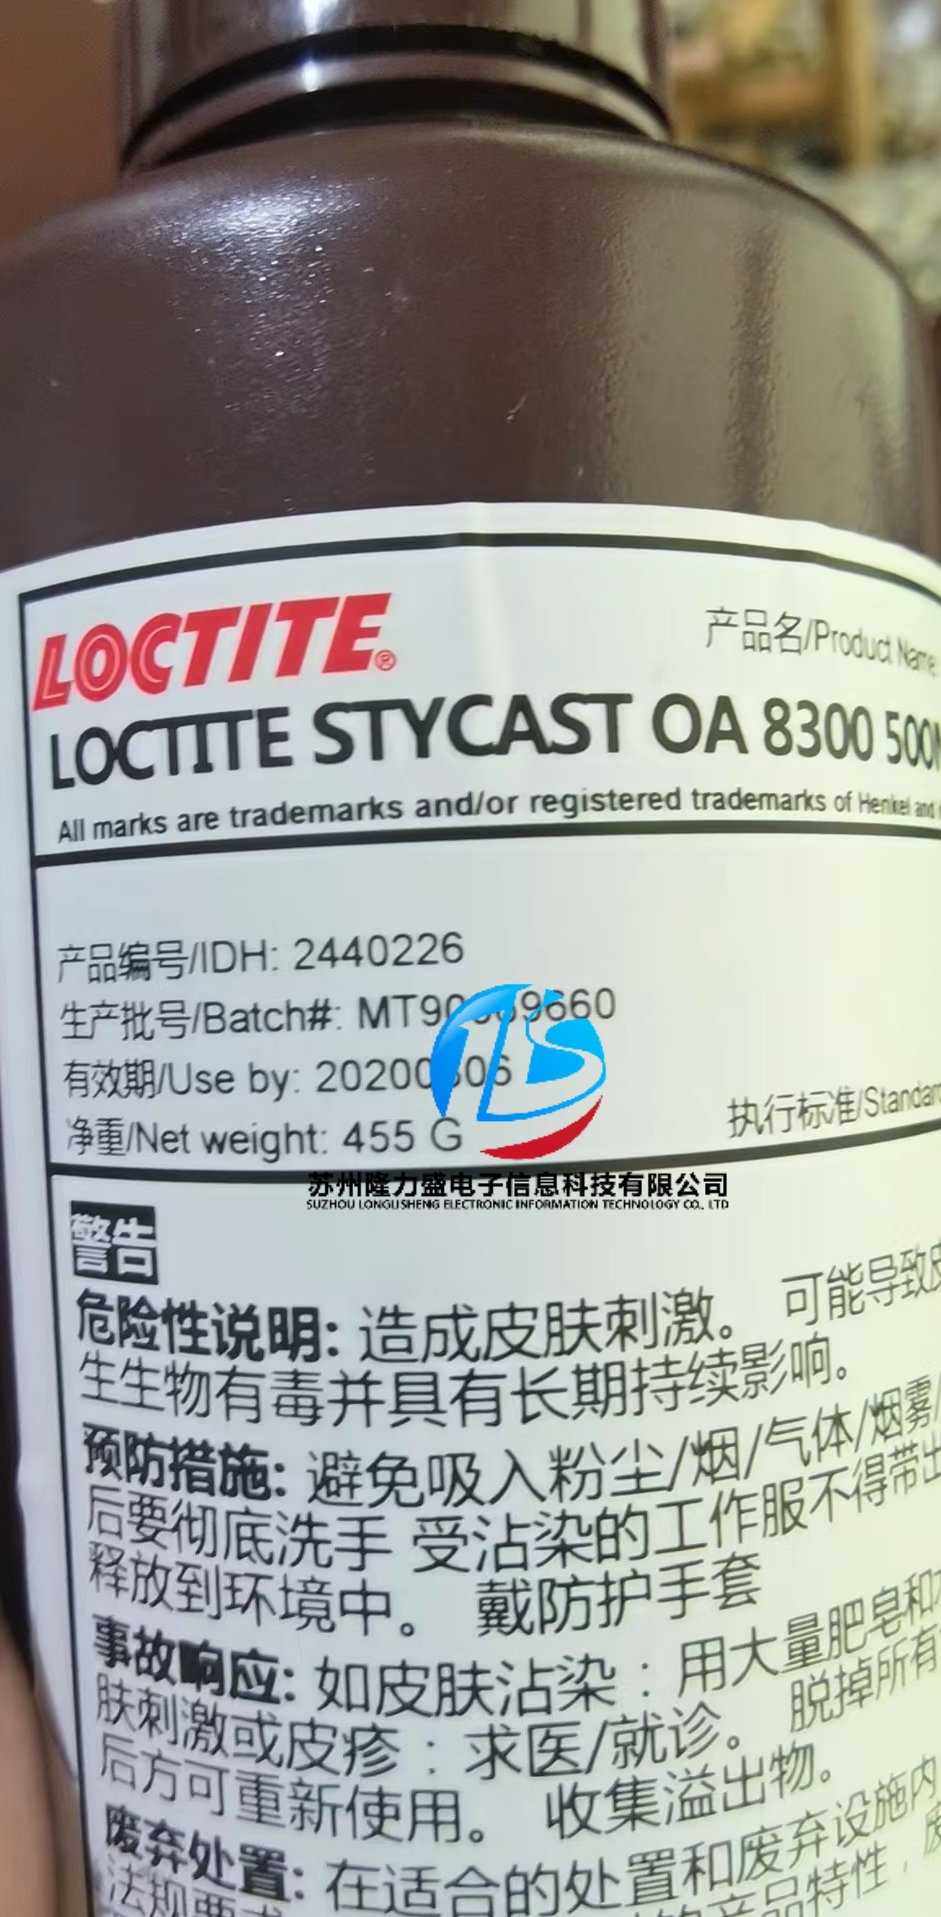 LOCTITE®
产品名/Product Name
LOCTITE STYCAST OA 8300 500
All marks are trademarks and/or registered trademarks of Henkel and
产品编号/IDH: 2440226
生产批号/Batch#:
有效期/Use by:
净重/Net weight: 455 G
执行标准/Standard
苏州隆力盛电子信息科技有限公司
SUZHOU LONGLISHENG ELECTRONIC INFORMATION TECHNOLOGY CO., LTD
警告
危险性说明: 造成皮肤刺激。 可能导致皮
生生物有毒并具有长期持续影响。
预防措施: 避免吸入粉尘/烟/气体/烟雾/
后要彻底洗手 受沾染的工作服不得带出
释放到环境中。 戴防护手套
事故响应: 如皮肤沾染：用大量肥皂和
肤刺激或皮疹：求医/就诊。 脱掉所有
后方可重新使用。 收集溢出物。
废弃处置: 在适合的处置和废弃设施内
法规要求 产品特性，